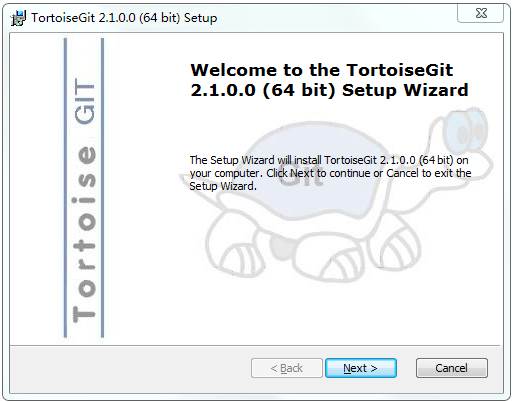 TortoiseGit 2.1.0.0 (64 bit) Setup
Tortoise GIT
Welcome to the TortoiseGit
2.1.0.0 (64 bit) Setup Wizard
Git
The Setup Wizard will install TortoiseGit 2.1.0.0 (64 bit) on
your computer. Click Next to continue or Cancel to exit the
Setup Wizard.
< Back
Next >
Cancel